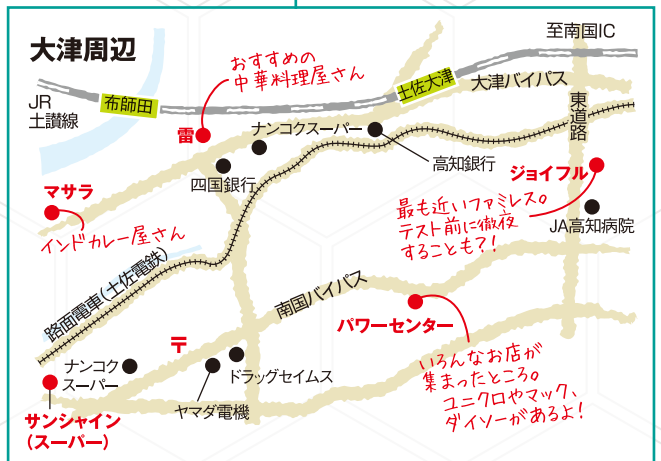 大津周辺
至南国IC
おすすめの
中華料理屋さん
JR
土讃線
布師田
土佐大津
大津バイパス
東道路
雷
ナンコクスーパー
高知銀行
四国銀行
ジョイフル
マサラ
インドカレー屋さん
最も近いファミレス。
テスト前に徹夜
することも?!
JA高知病院
路面電車(土佐電鉄)
南国バイパス
パワーセンター
〒
ナンコク
スーパー
ドラッグセイムス
ヤマダ電機
いろんなお店が
集まったところ。
ユニクロやマック、
ダイソーがあるよ!
サンシャイン
(スーパー)